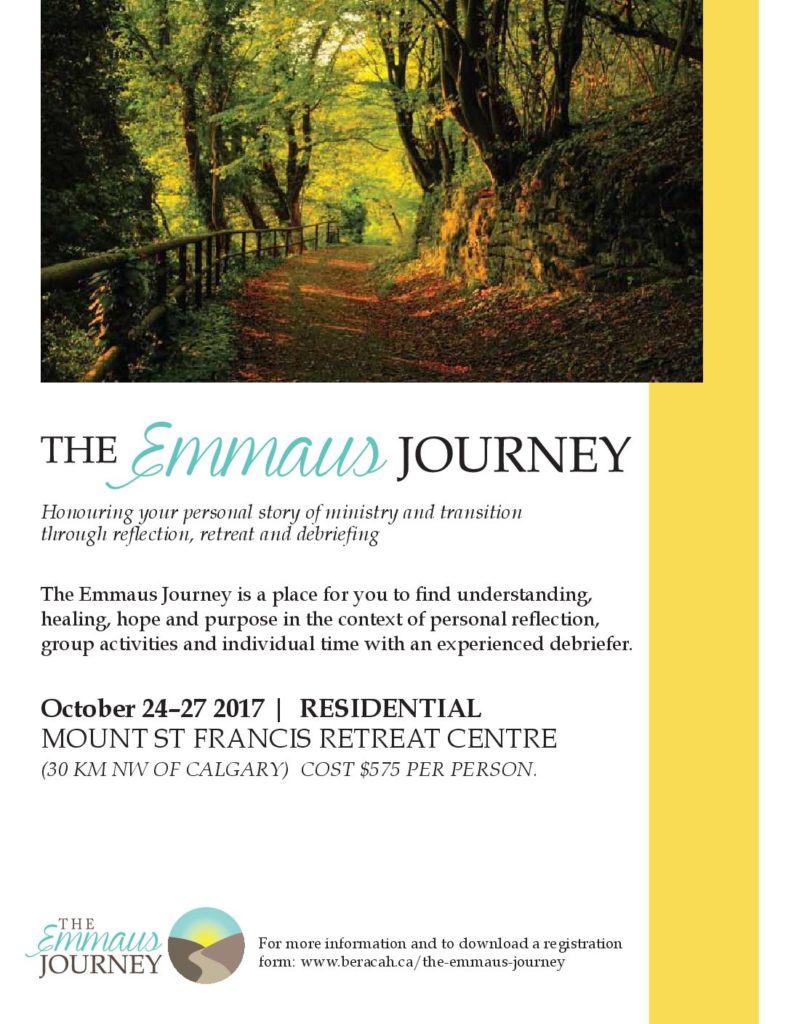 THE Emmaus JOURNEY
Honouring your personal story of ministry and transition
through reflection, retreat and debriefing
The Emmaus Journey is a place for you to find understanding,
healing, hope and purpose in the context of personal reflection,
group activities and individual time with an experienced debriefer.
October 24–27 2017 | RESIDENTIAL
MOUNT ST FRANCIS RETREAT CENTRE
(30 KM NW OF CALGARY) COST $575 PER PERSON.
THE
Emmaus
JOURNEY
For more information and to download a registration
form: www.beracah.ca/the-emmaus-journey